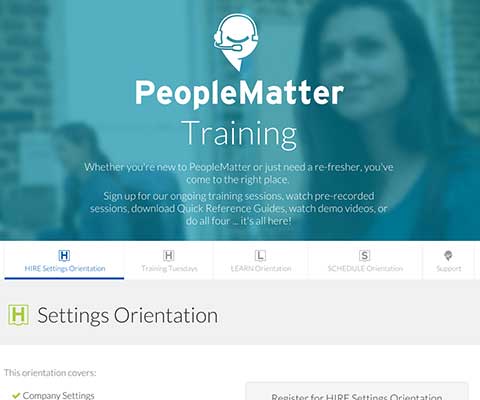 PeopleMatter
Training
Whether you're new to PeopleMatter or just need a re-fresher, you've
come to the right place.
Sign up for our ongoing training sessions, watch pre-recorded
sessions, download Quick Reference Guides, watch demo videos, or
do all four ... it's all here!
H H L S
HIRE Settings Orientation Training Tuesdays LEARN Orientation SCHEDULE Orientation Support
H Settings Orientation
This orientation covers:
Company Settings
Register for HIRE Settings Orientation